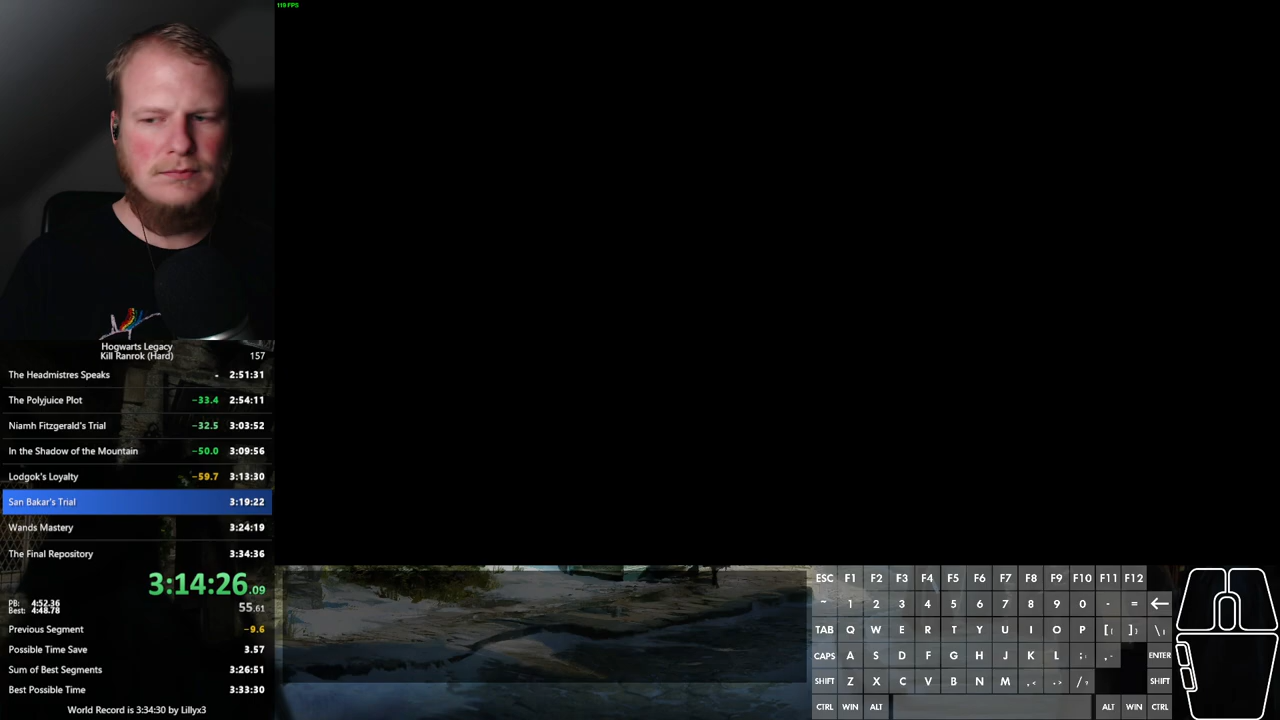 119 FPS
Hogwarts Legacy
Kill Ranrok (Hard) 157
The Headmistres Speaks - 2:51:31
The Polyjuice Plot −33.4 2:54:11
Niamh Fitzgerald's Trial −32.5 3:03:52
In the Shadow of the Mountain −50.0 3:09:56
Lodgok's Loyalty −59.7 3:13:30
San Bakar's Trial 3:19:22
Wands Mastery 3:24:19
The Final Repository 3:34:36
3:14:26.09
PB: 4:52.36 55.61
Best: 4:48.78
Previous Segment −9.6
Possible Time Save 3.57
Sum of Best Segments 3:26:51
Best Possible Time 3:33:30
World Record is 3:34:30 by Lillyx3
ESC F1 F2 F3 F4 F5 F6 F7 F8 F9 F10 F11 F12
~ 1 2 3 4 5 6 7 8 9 0 - = ←
TAB Q W E R T Y U I O P [{ ]} \|
CAPS A S D F G H J K L ;: ,- ENTER
SHIFT Z X C V B N M ,< .> /? SHIFT
CTRL WIN ALT ALT WIN CTRL